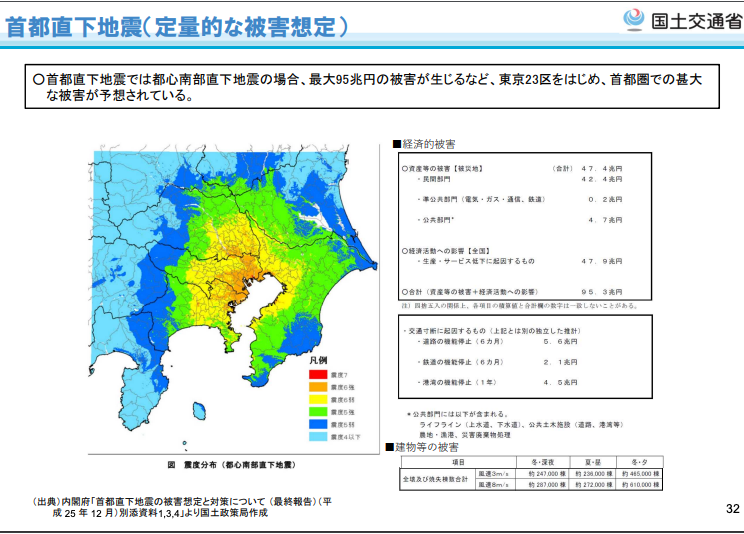 首都直下地震（定量的な被害想定）
国土交通省
〇首都直下地震では都心南部直下地震の場合、最大95兆円の被害が生じるなど、東京23区をはじめ、首都圏での甚大
な被害が予想されている。
■経済的被害
〇資産等の被害【被災地】 （合計） ４７．４兆円
・民間部門 ４２．４兆円
・準公共部門（電気・ガス・通信、鉄道） ０．２兆円
・公共部門* ４．７兆円
〇経済活動への影響【全国】
・生産・サービス低下に起因するもの ４７．９兆円
〇合計（資産等の被害＋経済活動への影響） ９５．３兆円
注）四捨五入の関係上、各項目の積算値と合計欄の数字は一致しないことがある。
・交通寸断に起因するもの（上記とは別の独立した推計）
・道路の機能停止（６カ月） ５．６兆円
・鉄道の機能停止（６カ月） ２．１兆円
・港湾の機能停止（１年） ４．５兆円
＊公共部門には以下が含まれる。
ライフライン（上水道、下水道）、公共土木施設（道路、港湾等）
農地・漁港、災害廃棄物処理
凡例
震度7
震度6強
震度6弱
震度5強
震度5弱
震度4以下
図 震度分布（都心南部直下地震）
■建物等の被害
項目 冬・深夜 夏・昼 冬・夕
全壊及び焼失棟数合計 風速3m/s 約 247,000 棟 約 236,000 棟 約 465,000 棟
風速8m/s 約 287,000 棟 約 272,000 棟 約 610,000 棟
（出典）内閣府「首都直下地震の被害想定と対策について（最終報告）（平
成 25 年 12 月）別添資料1,3,4」より国土政策局作成
32